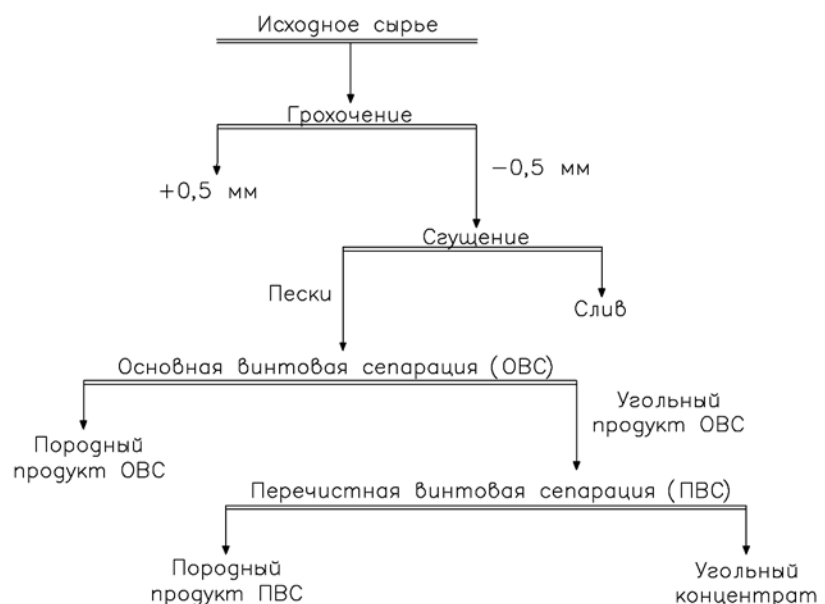 Исходное сырье
Грохочение
+0,5 мм
−0,5 мм
Сгущение
Пески
Слив
Основная винтовая сепарация (ОВС)
Породный
продукт ОВС
Угольный
продукт ОВС
Перечистная винтовая сепарация (ПВС)
Породный
продукт ПВС
Угольный
концентрат